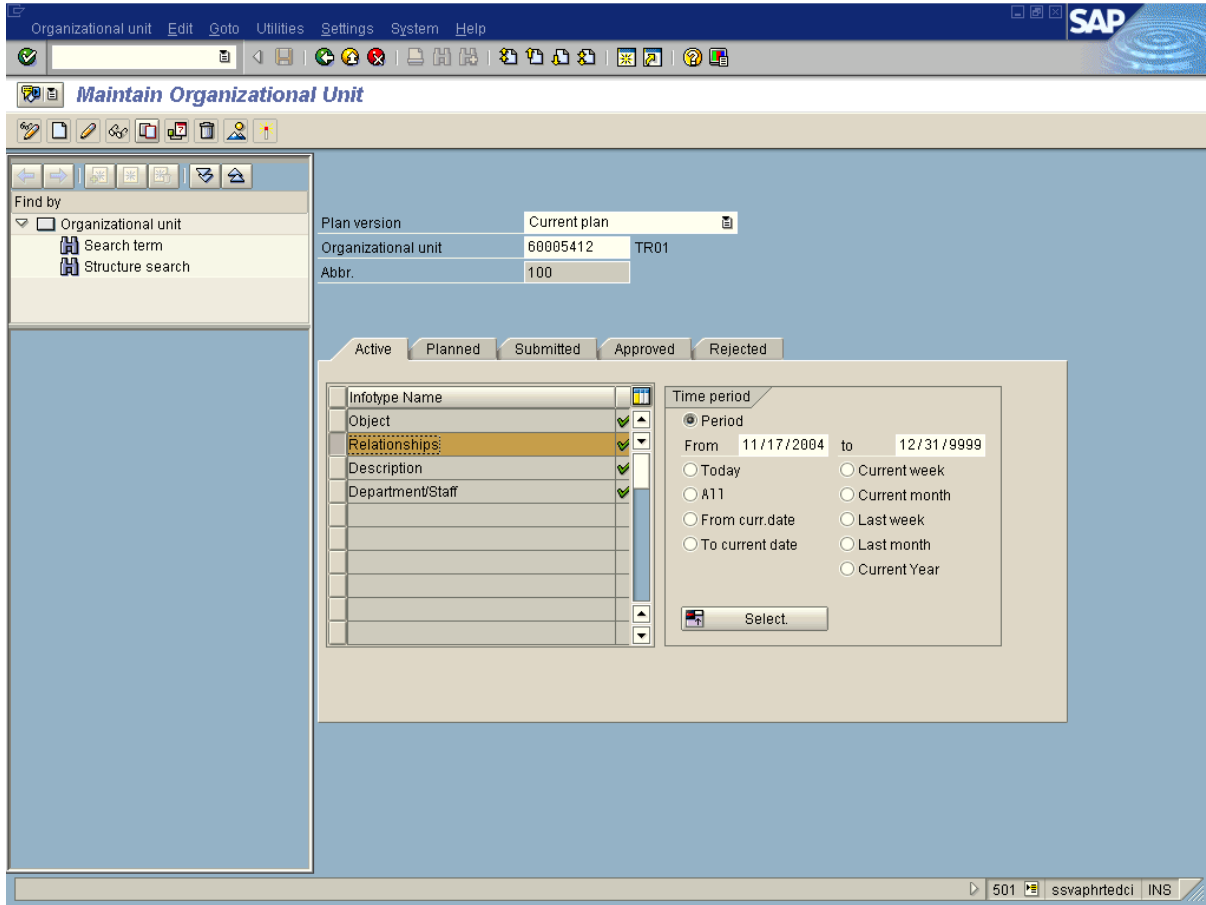 Organizational unit Edit Goto Utilities Settings System Help
SAP
Maintain Organizational Unit
Find by
Organizational unit
Search term
Structure search
Plan version Current plan
Organizational unit 60005412 TR01
Abbr. 100
Active Planned Submitted Approved Rejected
Infotype Name
Object
Relationships
Description
Department/Staff
Time period
Period
From 11/17/2004 to 12/31/9999
Today Current week
All Current month
From curr.date Last week
To current date Last month
Current Year
Select.
501 ssvaphrtedci INS